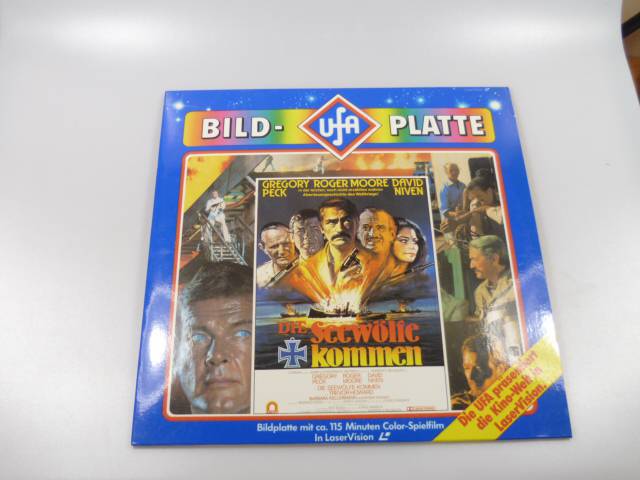 BILD- UfA PLATTE
GREGORY ROGER MOORE DAVID
PECK NIVEN
DIE Seewölfe
kommen
GREGORY ROGER DAVID
PECK MOORE NIVEN
DIE SEEWÖLFE KOMMEN
TREVOR HOWARD
BARBARA KELLERMANN
Die UFA präsentiert
die Kino-Welt in
LaserVision.
Bildplatte mit ca. 115 Minuten Color-Spielfilm
In LaserVision